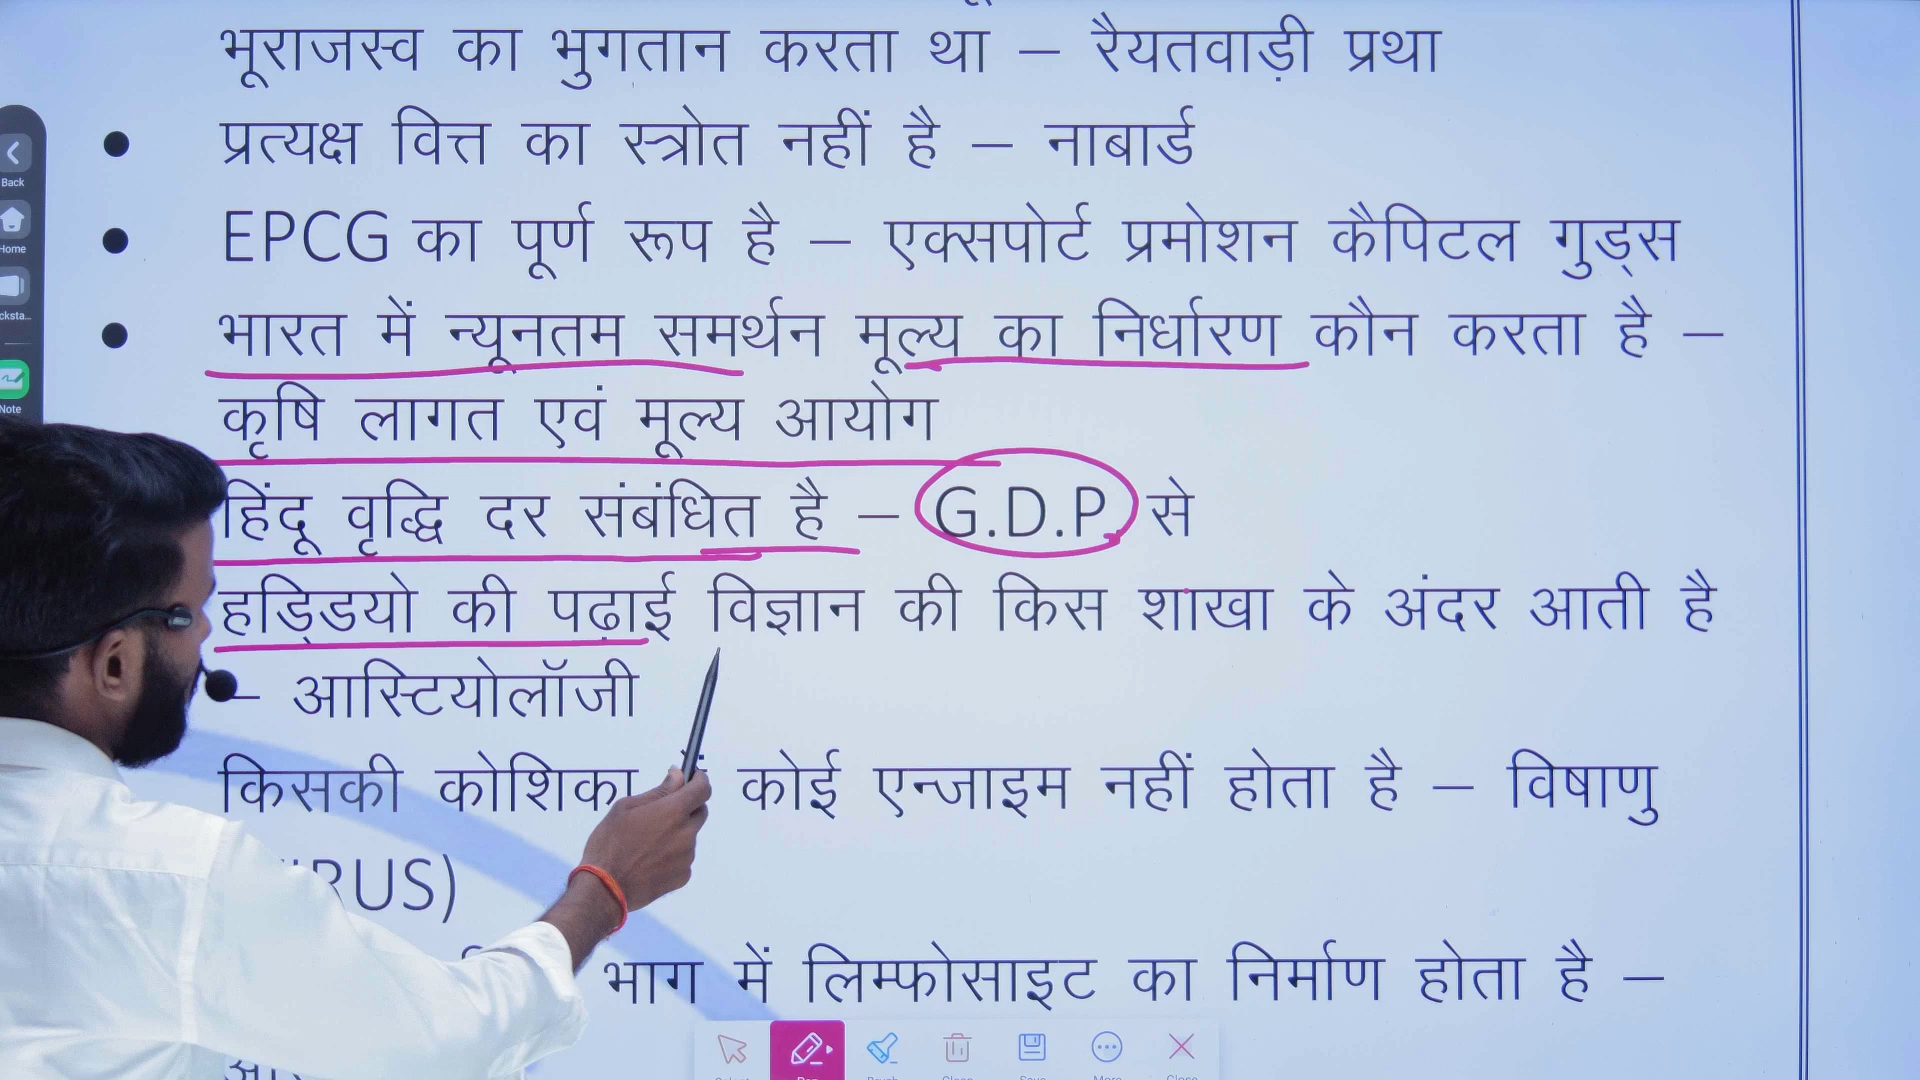 भूराजस्व का भुगतान करता था – रैयतवाड़ी प्रथा
● प्रत्यक्ष वित्त का स्त्रोत नहीं है – नाबार्ड
● EPCG का पूर्ण रूप है – एक्सपोर्ट प्रमोशन कैपिटल गुड्स
● भारत में न्यूनतम समर्थन मूल्य का निर्धारण कौन करता है –
कृषि लागत एवं मूल्य आयोग
हिंदू वृद्धि दर संबंधित है – G.D.P. से
हड्डियो की पढ़ाई विज्ञान की किस शाखा के अंदर आती है
– आस्टियोलॉजी
किसकी कोशिका कोई एन्जाइम नहीं होता है – विषाणु
भाग में लिम्फोसाइट का निर्माण होता है –
Back
Home
Note